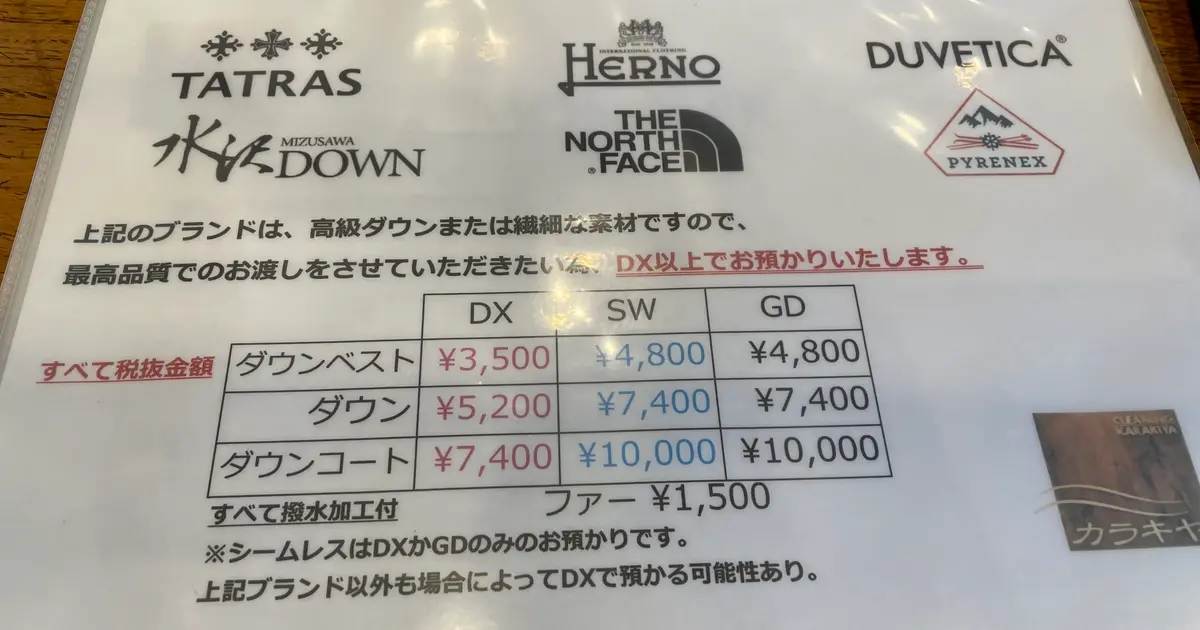 TATRAS
INTERNATIONAL CLOTHING
HERNO
DUVETICA®
水沢 MIZUSAWA DOWN
THE NORTH FACE®
PYRENEX
上記のブランドは、高級ダウンまたは繊細な素材ですので、
最高品質でのお渡しをさせていただきたい為、DX以上でお預かりいたします。
DX SW GD
すべて税抜金額
ダウンベスト ¥3,500 ¥4,800 ¥4,800
ダウン ¥5,200 ¥7,400 ¥7,400
ダウンコート ¥7,400 ¥10,000 ¥10,000
すべて撥水加工付 ファー ¥1,500
※シームレスはDXかGDのみのお預かりです。
上記ブランド以外も場合によってDXで預かる可能性あり。
CLEANING
KARAKIYA
カラキヤ